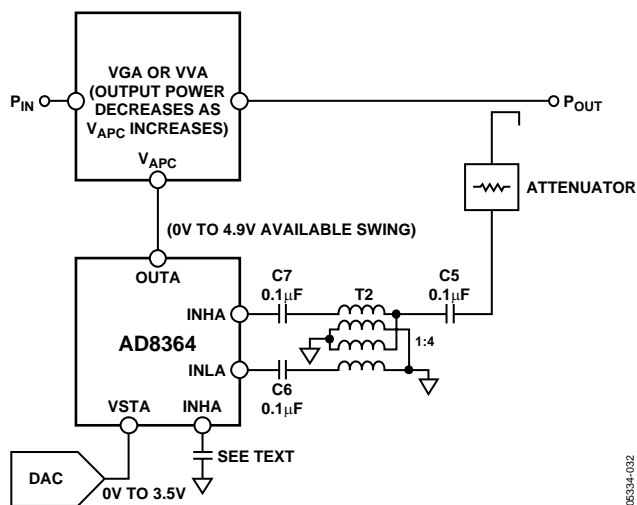 VGA OR VVA
(OUTPUT POWER
DECREASES AS
VAPC INCREASES)
PIN
POUT
VAPC
ATTENUATOR
(0V TO 4.9V AVAILABLE SWING)
OUTA
C7
0.1μF
T2
C5
0.1μF
INHA
1:4
AD8364
INLA
C6
0.1μF
VSTA
INHA
SEE TEXT
DAC
0V TO 3.5V
05334-032